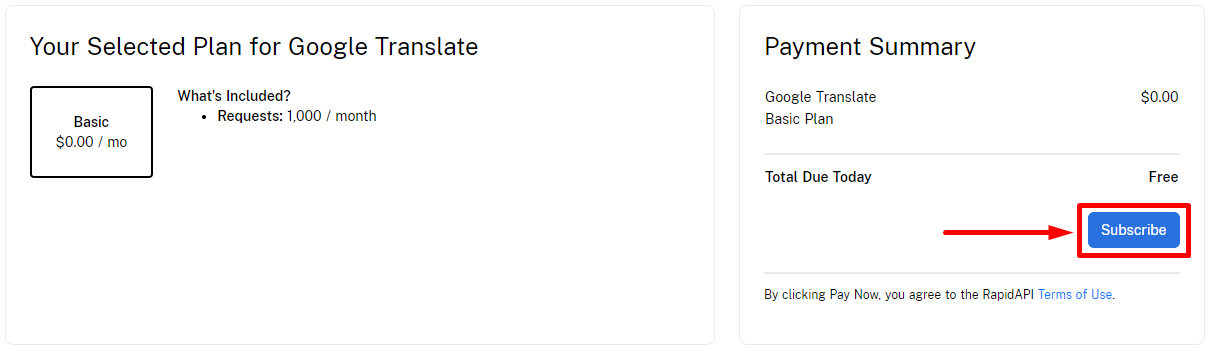 Your Selected Plan for Google Translate
Basic
$0.00 / mo
What's Included?
• Requests: 1,000 / month
Payment Summary
Google Translate $0.00
Basic Plan
Total Due Today Free
Subscribe
By clicking Pay Now, you agree to the RapidAPI Terms of Use.